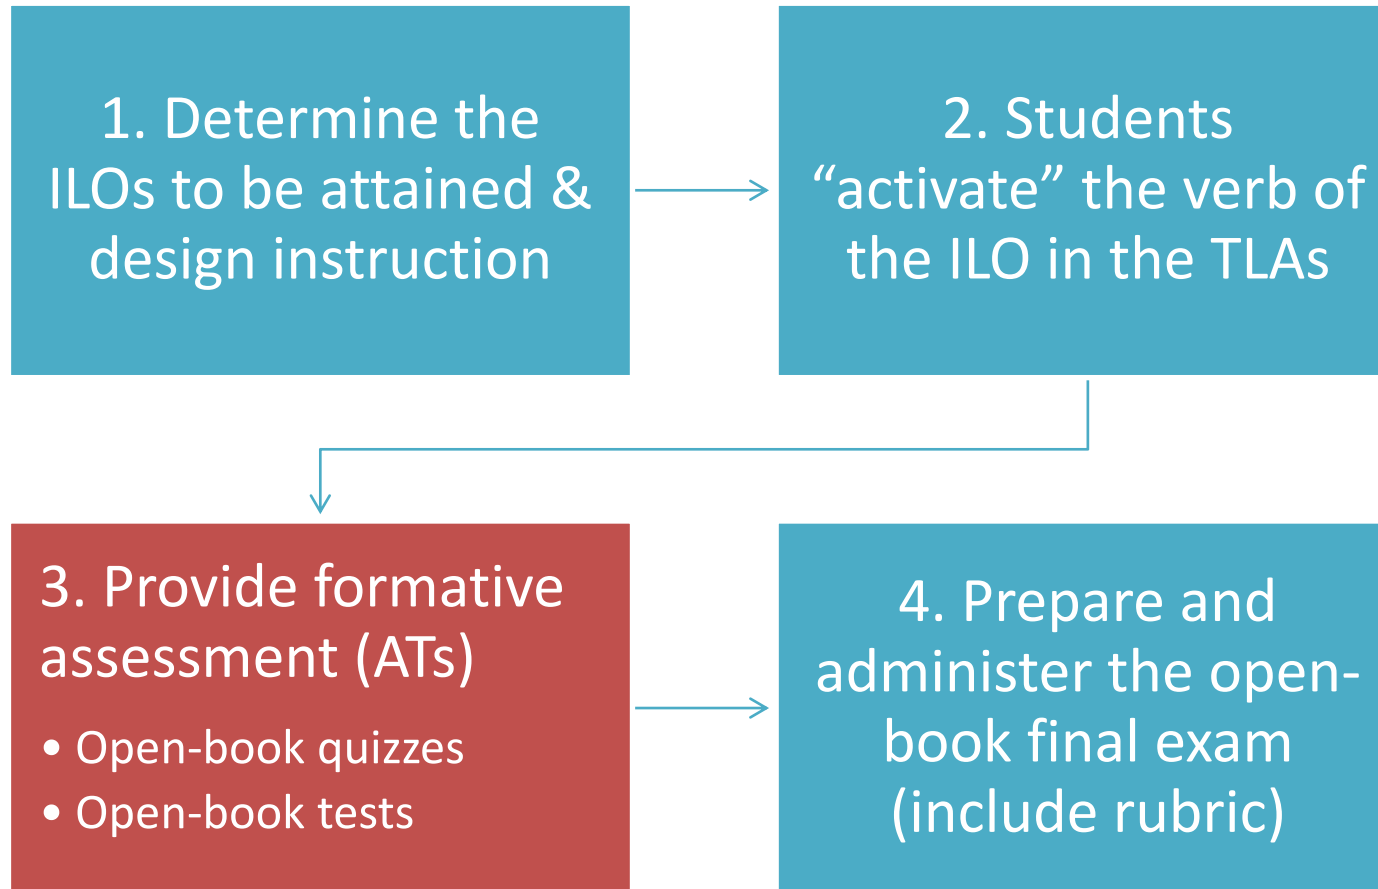 1. Determine the
ILOs to be attained &
design instruction
2. Students
“activate” the verb of
the ILO in the TLAs
3. Provide formative
assessment (ATs)
• Open-book quizzes
• Open-book tests
4. Prepare and
administer the open-
book final exam
(include rubric)